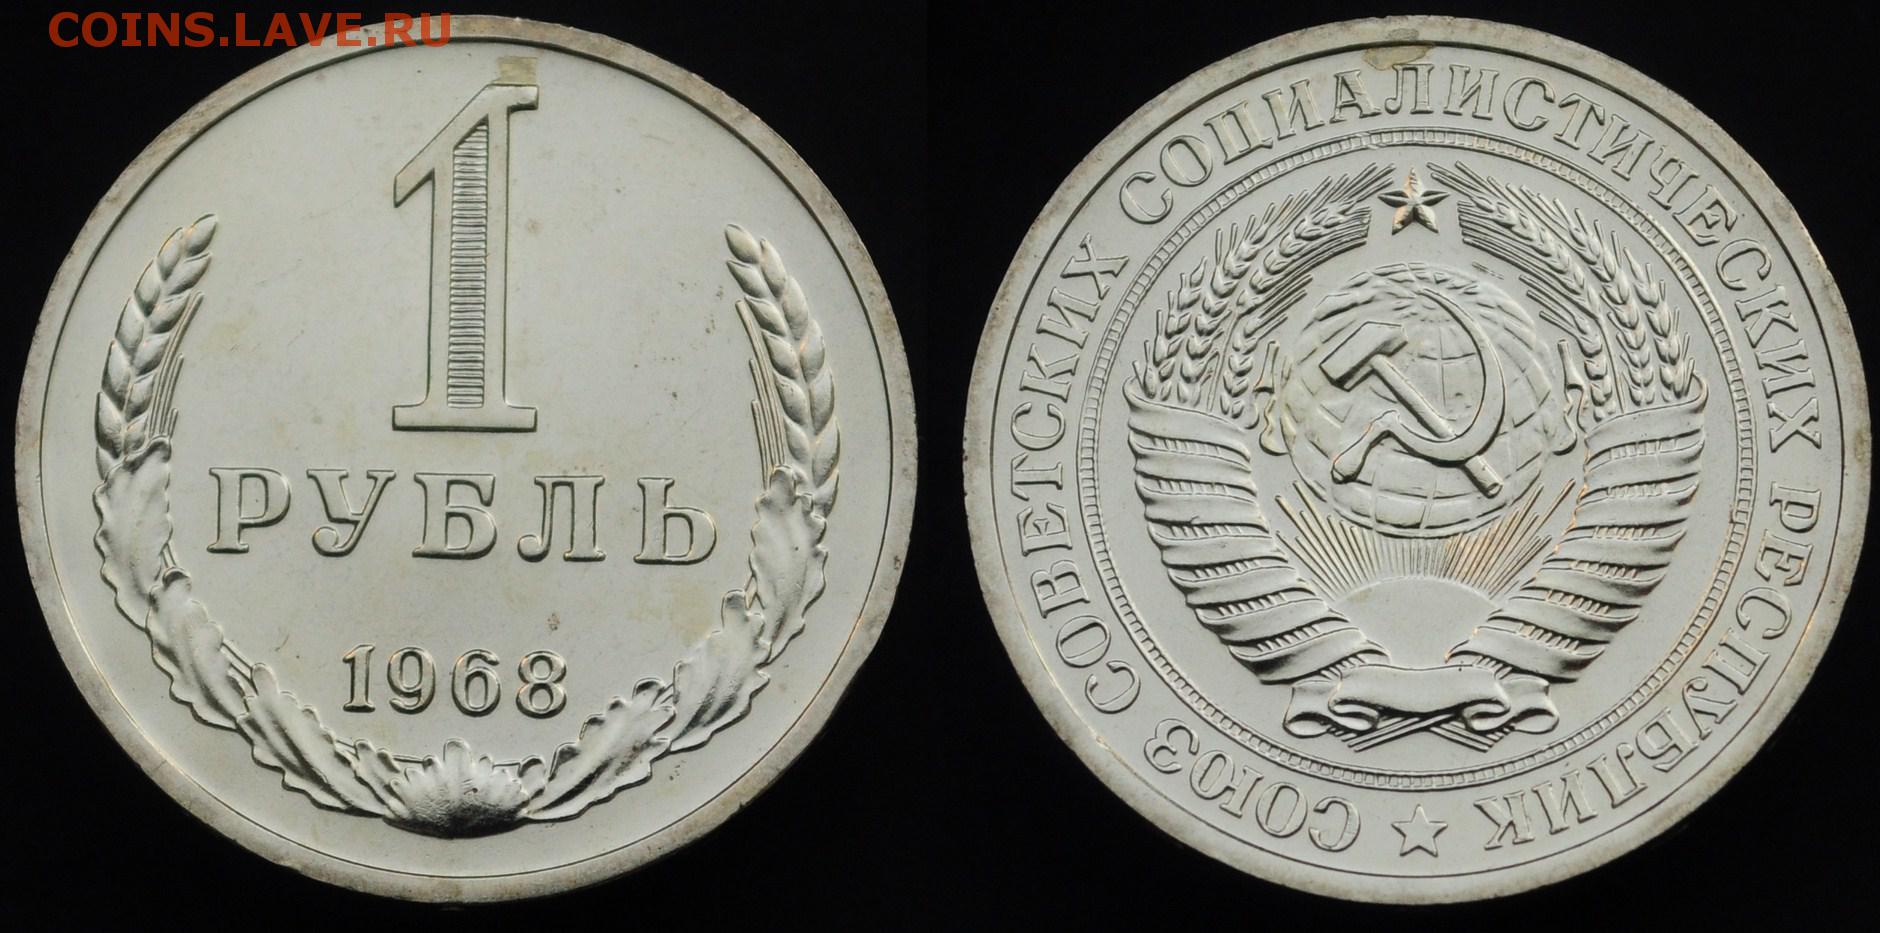 COINS.LAVE.RU
1
РУБЛЬ
1968
СОЮЗ СОВЕТСКИХ СОЦИАЛИСТИЧЕСКИХ РЕСПУБЛИК